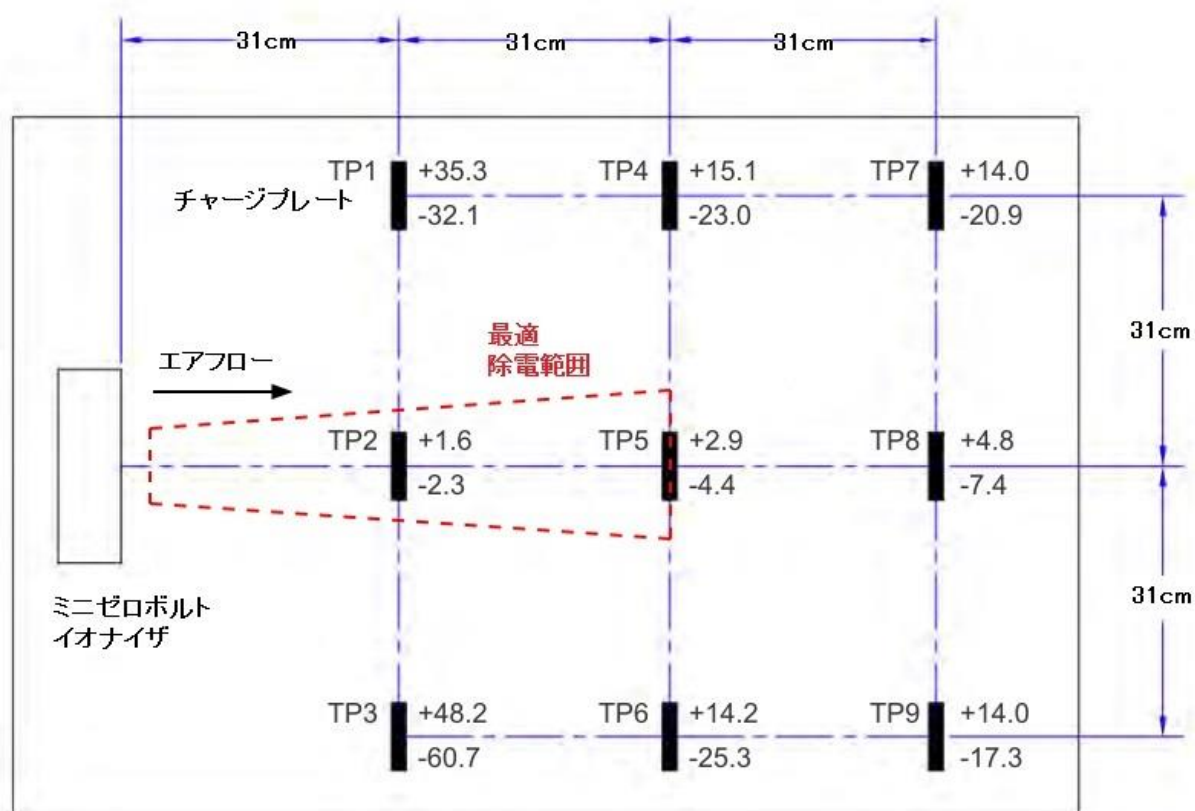 31cm 31cm 31cm
TP1 +35.3 TP4 +15.1 TP7 +14.0
チャージプレート
-32.1 -23.0 -20.9
31cm
最適
除電範囲
エアフロー
TP2 +1.6 TP5 +2.9 TP8 +4.8
-2.3 -4.4 -7.4
31cm
ミニゼロボルト
イオナイザ
TP3 +48.2 TP6 +14.2 TP9 +14.0
-60.7 -25.3 -17.3